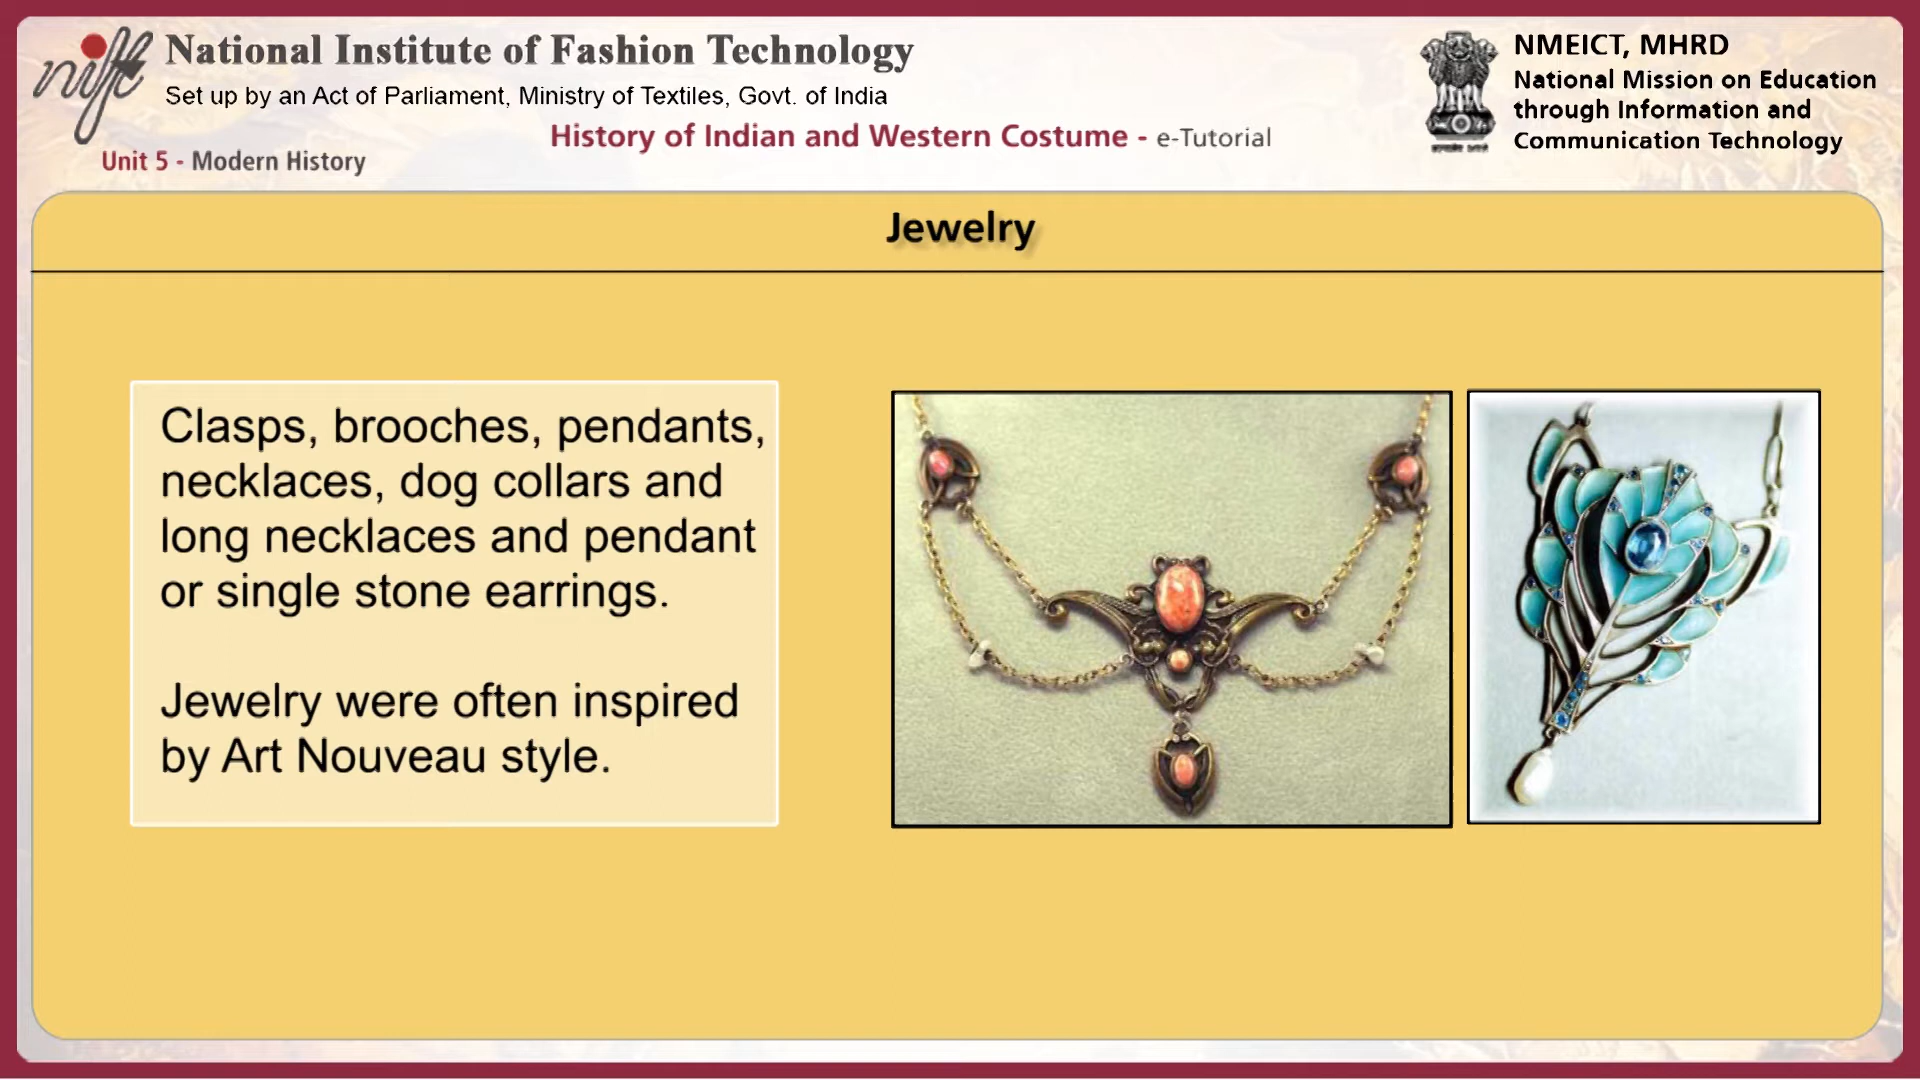 nift
National Institute of Fashion Technology
Set up by an Act of Parliament, Ministry of Textiles, Govt. of India
History of Indian and Western Costume - e-Tutorial
Unit 5 - Modern History
NMEICT, MHRD
National Mission on Education
through Information and
Communication Technology
Jewelry
Clasps, brooches, pendants,
necklaces, dog collars and
long necklaces and pendant
or single stone earrings.
Jewelry were often inspired
by Art Nouveau style.